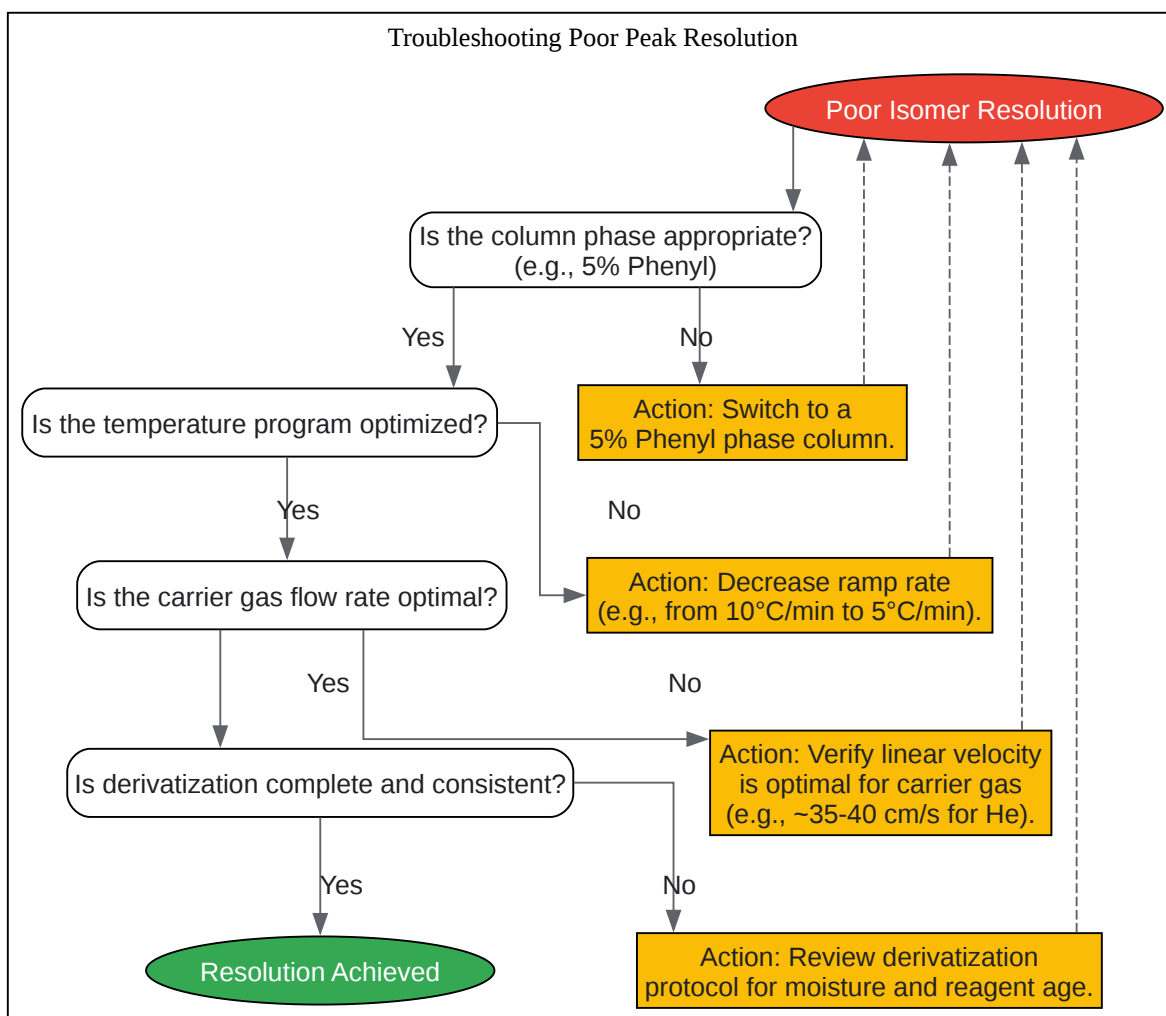 Troubleshooting Poor Peak Resolution
Poor Isomer Resolution
Is the column phase appropriate?
(e.g., 5% Phenyl)
Yes
No
Is the temperature program optimized?
Action: Switch to a
5% Phenyl phase column.
Yes
No
Is the carrier gas flow rate optimal?
Action: Decrease ramp rate
(e.g., from 10°C/min to 5°C/min).
Yes
No
Is derivatization complete and consistent?
Action: Verify linear velocity
is optimal for carrier gas
(e.g., ~35-40 cm/s for He).
Yes
No
Resolution Achieved
Action: Review derivatization
protocol for moisture and reagent age.